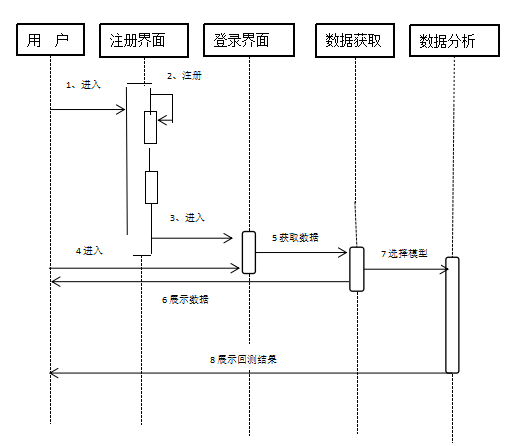 用 户
注册界面
登录界面
数据获取
数据分析
2、注册
1、进入
3、进入
5 获取数据
4 进入
7 选择模型
6 展示数据
8 展示回测结果